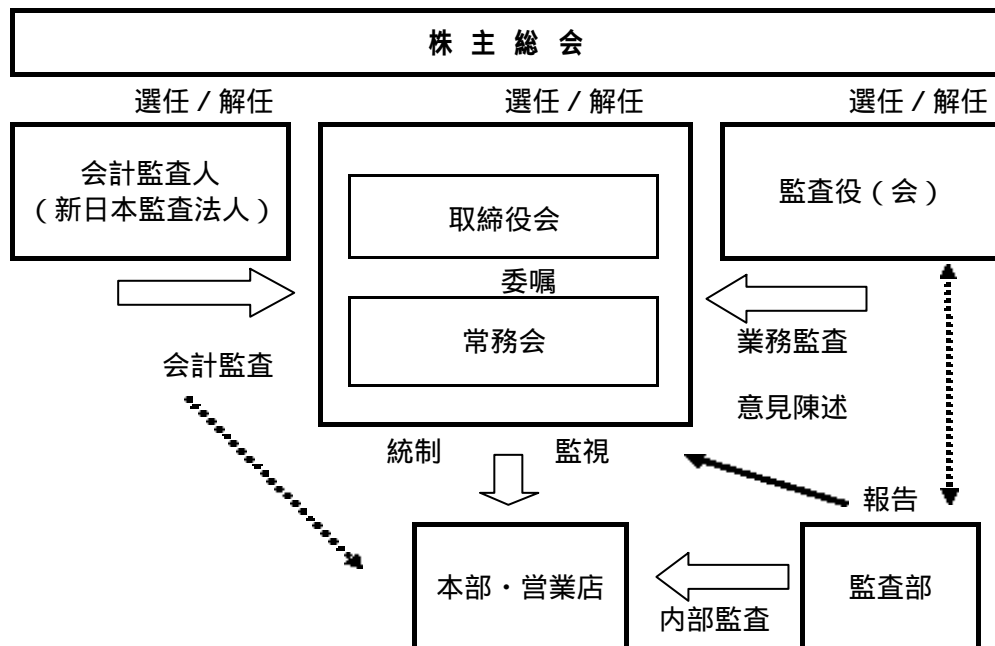 株 主 総 会
選任 / 解任
選任 / 解任
選任 / 解任
会計監査人
（新日本監査法人）
取締役会
委嘱
常務会
監査役（会）
会計監査
業務監査
意見陳述
統制
監視
報告
本部・営業店
内部監査
監査部